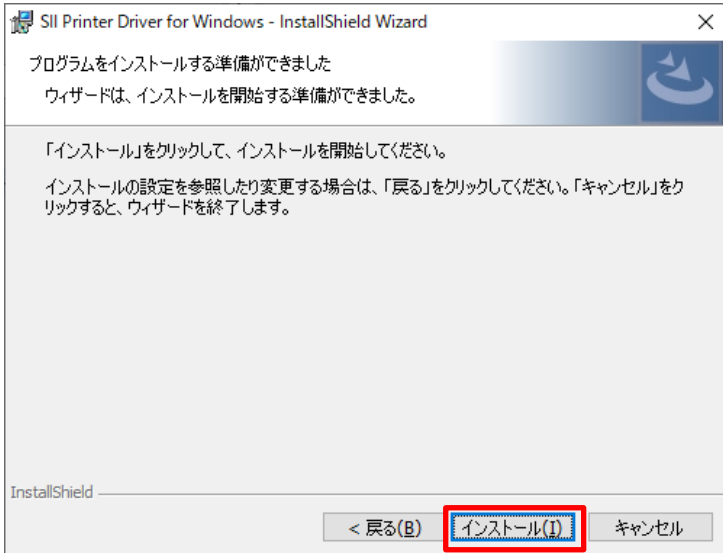 SII Printer Driver for Windows - InstallShield Wizard
プログラムをインストールする準備ができました
ウィザードは、インストールを開始する準備ができました。
「インストール」をクリックして、インストールを開始してください。
インストールの設定を参照したり変更する場合は、「戻る」をクリックしてください。「キャンセル」をク
リックすると、ウィザードを終了します。
InstallShield
< 戻る(B) インストール(I) キャンセル